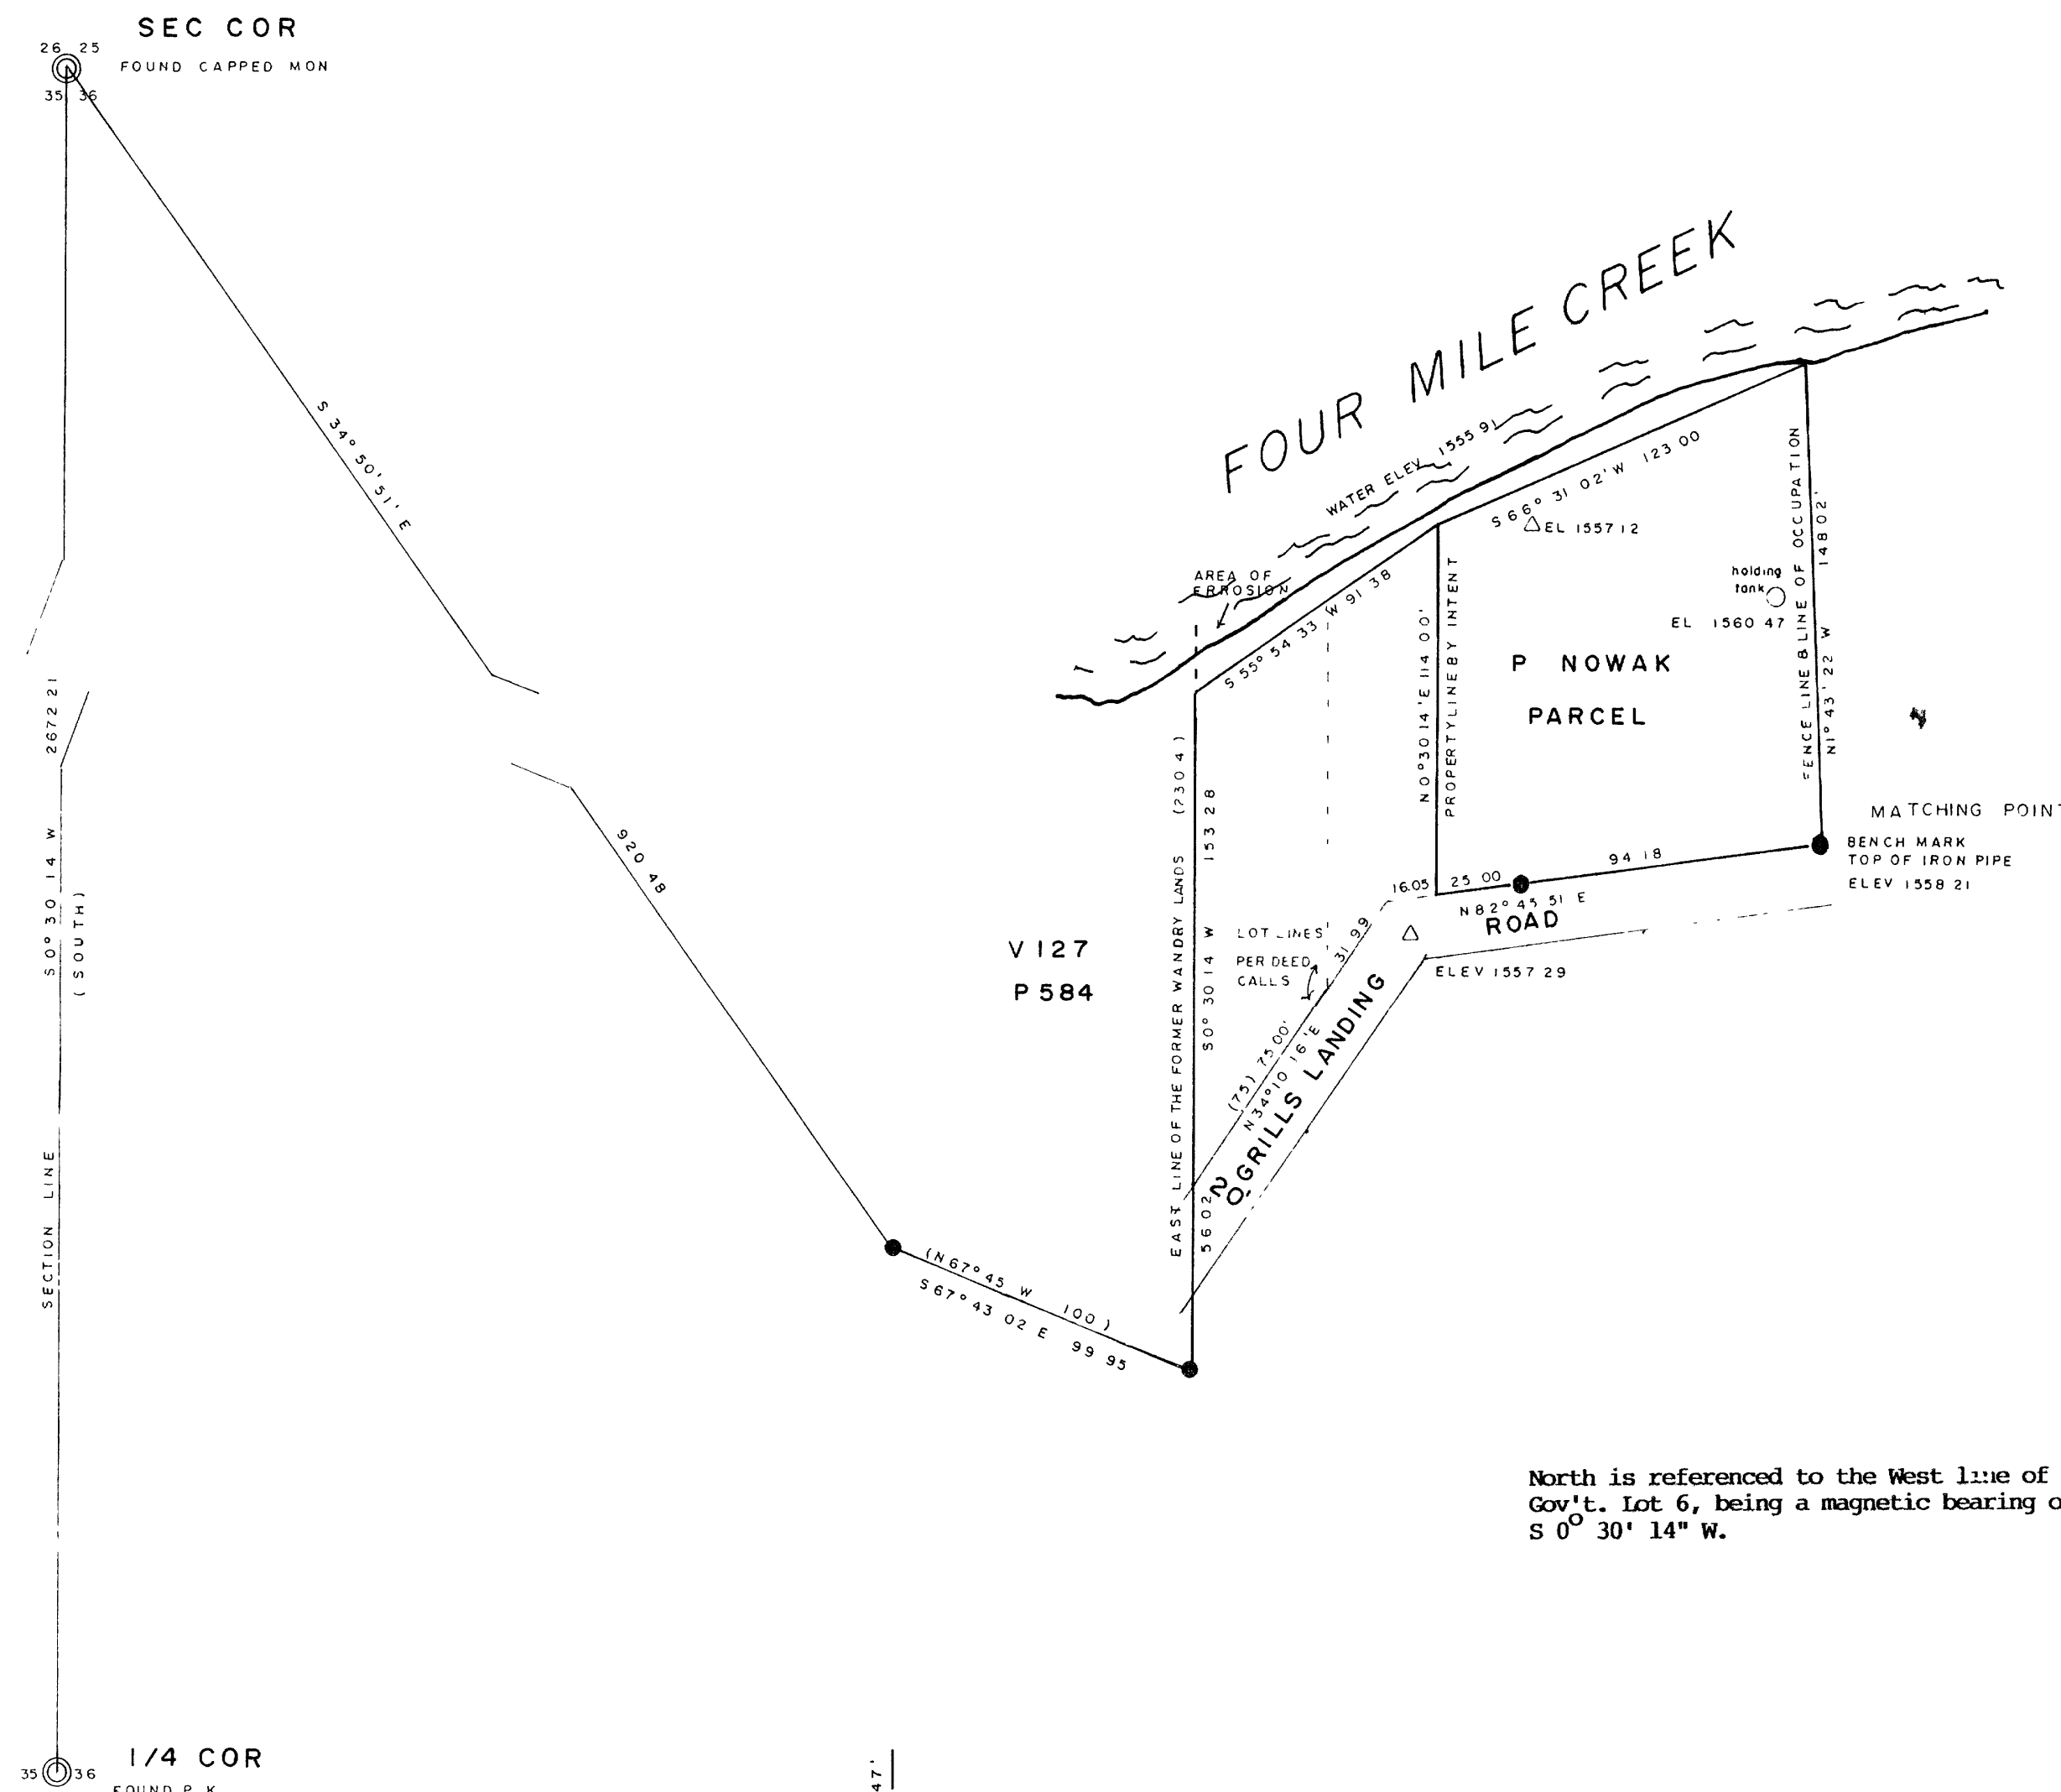 SEC COR
26 25
FOUND CAPPED MON
35 36
S 34° 50' 51' E
FOUR MILE CREEK
WATER ELEV 1555 91
S 66° 31 02' W 123 00
EL 1557 12
AREA OF
ERROSION
S 55° 54 33 W 91 38
holding
tank
EL 1560 47
FENCE LINE & LINE OF OCCUPATION
N1° 43' 22 W 148 02'
N 0° 30 14' E 114 00'
PROPERTY LINE BY INTENT
P NOWAK
PARCEL
2672 21
S 0° 30 14 W
(SOUTH)
SECTION LINE
920 48
EAST LINE OF THE FORMER WANDRY LANDS (230 4)
S 0° 30 14 W 153 28
56 02
MATCHING POINT
BENCH MARK
TOP OF IRON PIPE
ELEV 1558 21
94 18
16.05 25 00
N 82° 45 51 E
ROAD
LOT LINES
PER DEED
CALLS
31 99
V 127
P 584
ELEV 1557 29
(75) 75 00'
N 34° 10 16 'E
GRILLS LANDING
20'
(N 67° 45 W 100)
S 67° 43 02 E 99 95
North is referenced to the West line of
Gov't. Lot 6, being a magnetic bearing
S 0° 30' 14" W.
1/4 COR
35 36
FOUND P K
47'